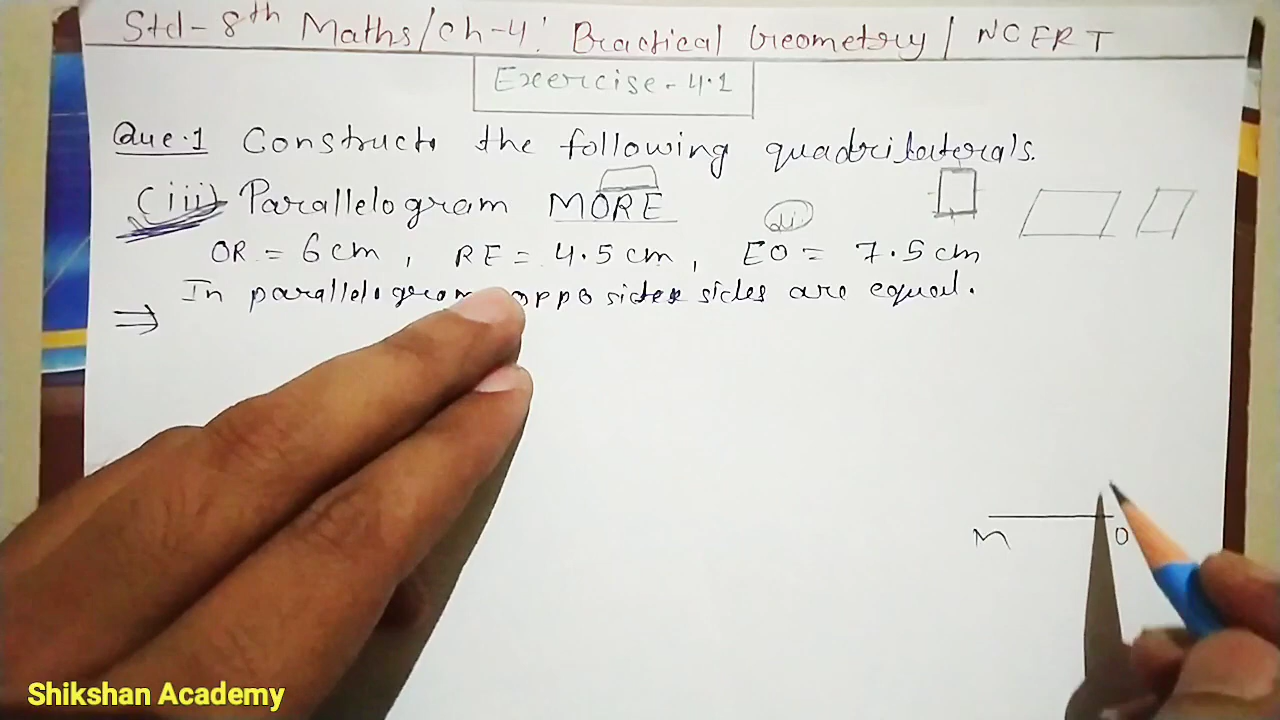 Std-8th Maths/Ch-4: Practical Geometry / NCERT
Exercise-4.1
Que.1 Construct the following quadrilaterals.
(iii) Parallelogram MORE
OR = 6 cm, RE = 4.5 cm, EO = 7.5 cm
⇒ In parallelogram opposites sides are equal.
M O
Shikshan Academy